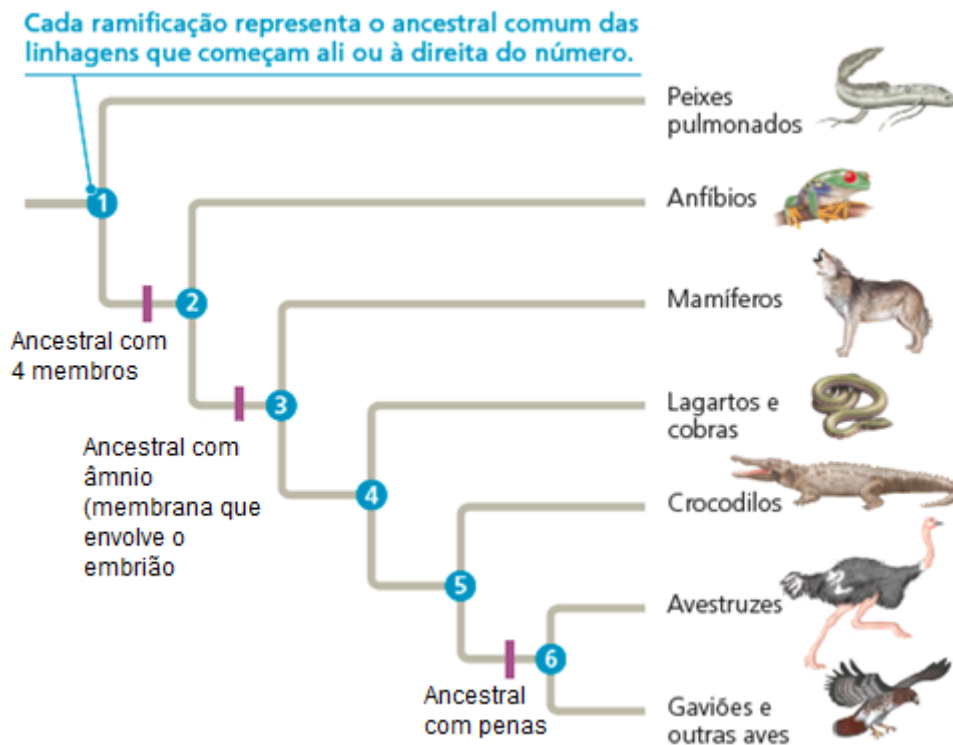 Cada ramificação representa o ancestral comum das
linhagens que começam ali ou à direita do número.
Peixes
pulmonados
1
Anfíbios
2
Mamíferos
Ancestral com
4 membros
3
Lagartos e
cobras
Ancestral com
âmnio
(membrana que
envolve o
embrião
4
Crocodilos
5
Avestruzes
6
Ancestral
com penas
Gaviões e
outras aves